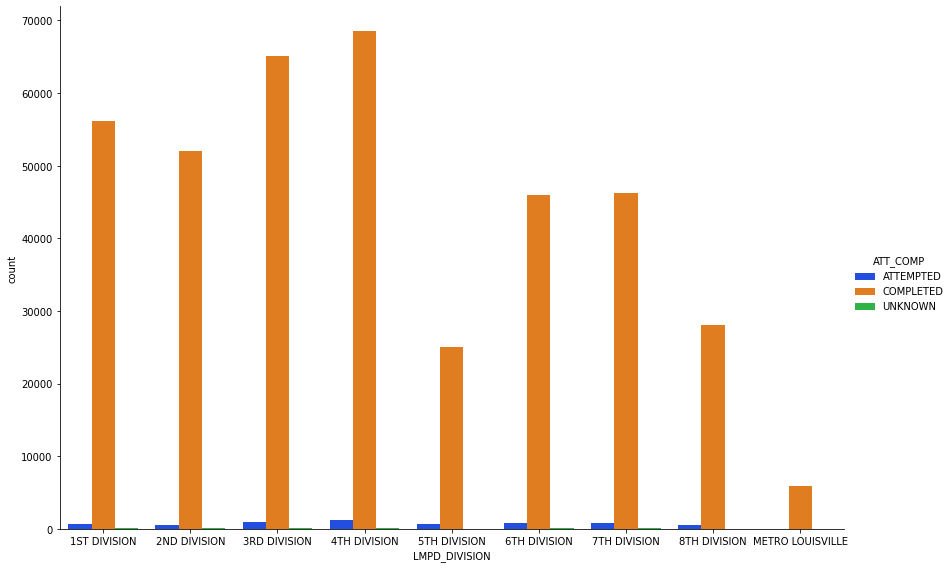 70000
60000
50000
40000
30000
20000
10000
0
count
1ST DIVISION 2ND DIVISION 3RD DIVISION 4TH DIVISION 5TH DIVISION 6TH DIVISION 7TH DIVISION 8TH DIVISION METRO LOUISVILLE
LMPD_DIVISION
ATT_COMP
ATTEMPTED
COMPLETED
UNKNOWN